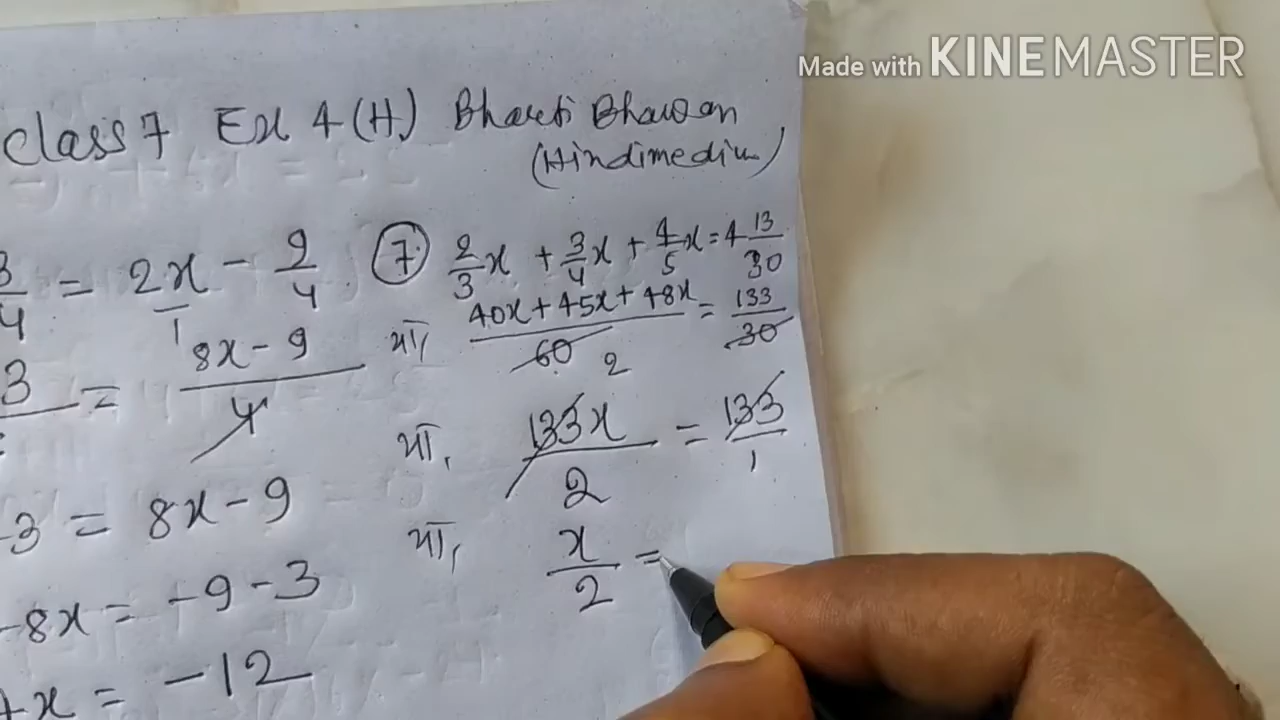 Made with KINEMASTER
Class 7 Ex 4 (H) Bharti Bhawan
(Hindimedium)
3/4 = 2x/1 - 9/4
3 = 8x - 9/4
-3 = 8x - 9
-8x = -9 - 3
x = -12
7 2/3x + 3/4x + 4/5x = 4 13/30
या, 40x + 45x + 48x/60 2 = 133/30
या, 133x/2 = 133/1
या, x/2 =